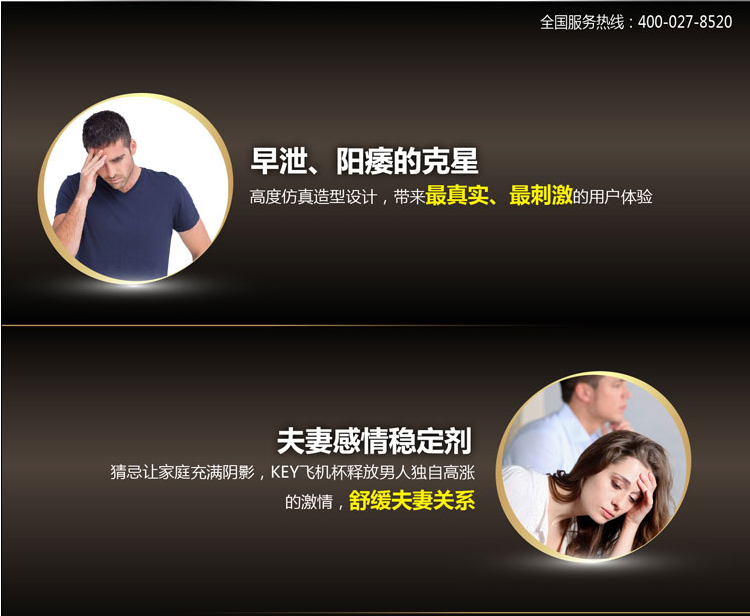 全国服务热线：400-027-8520
早泄、阳痿的克星
高度仿真造型设计，带来最真实、最刺激的用户体验
夫妻感情稳定剂
猜忌让家庭充满阴影，KEY飞机杯释放男人独自高涨
的激情，舒缓夫妻关系